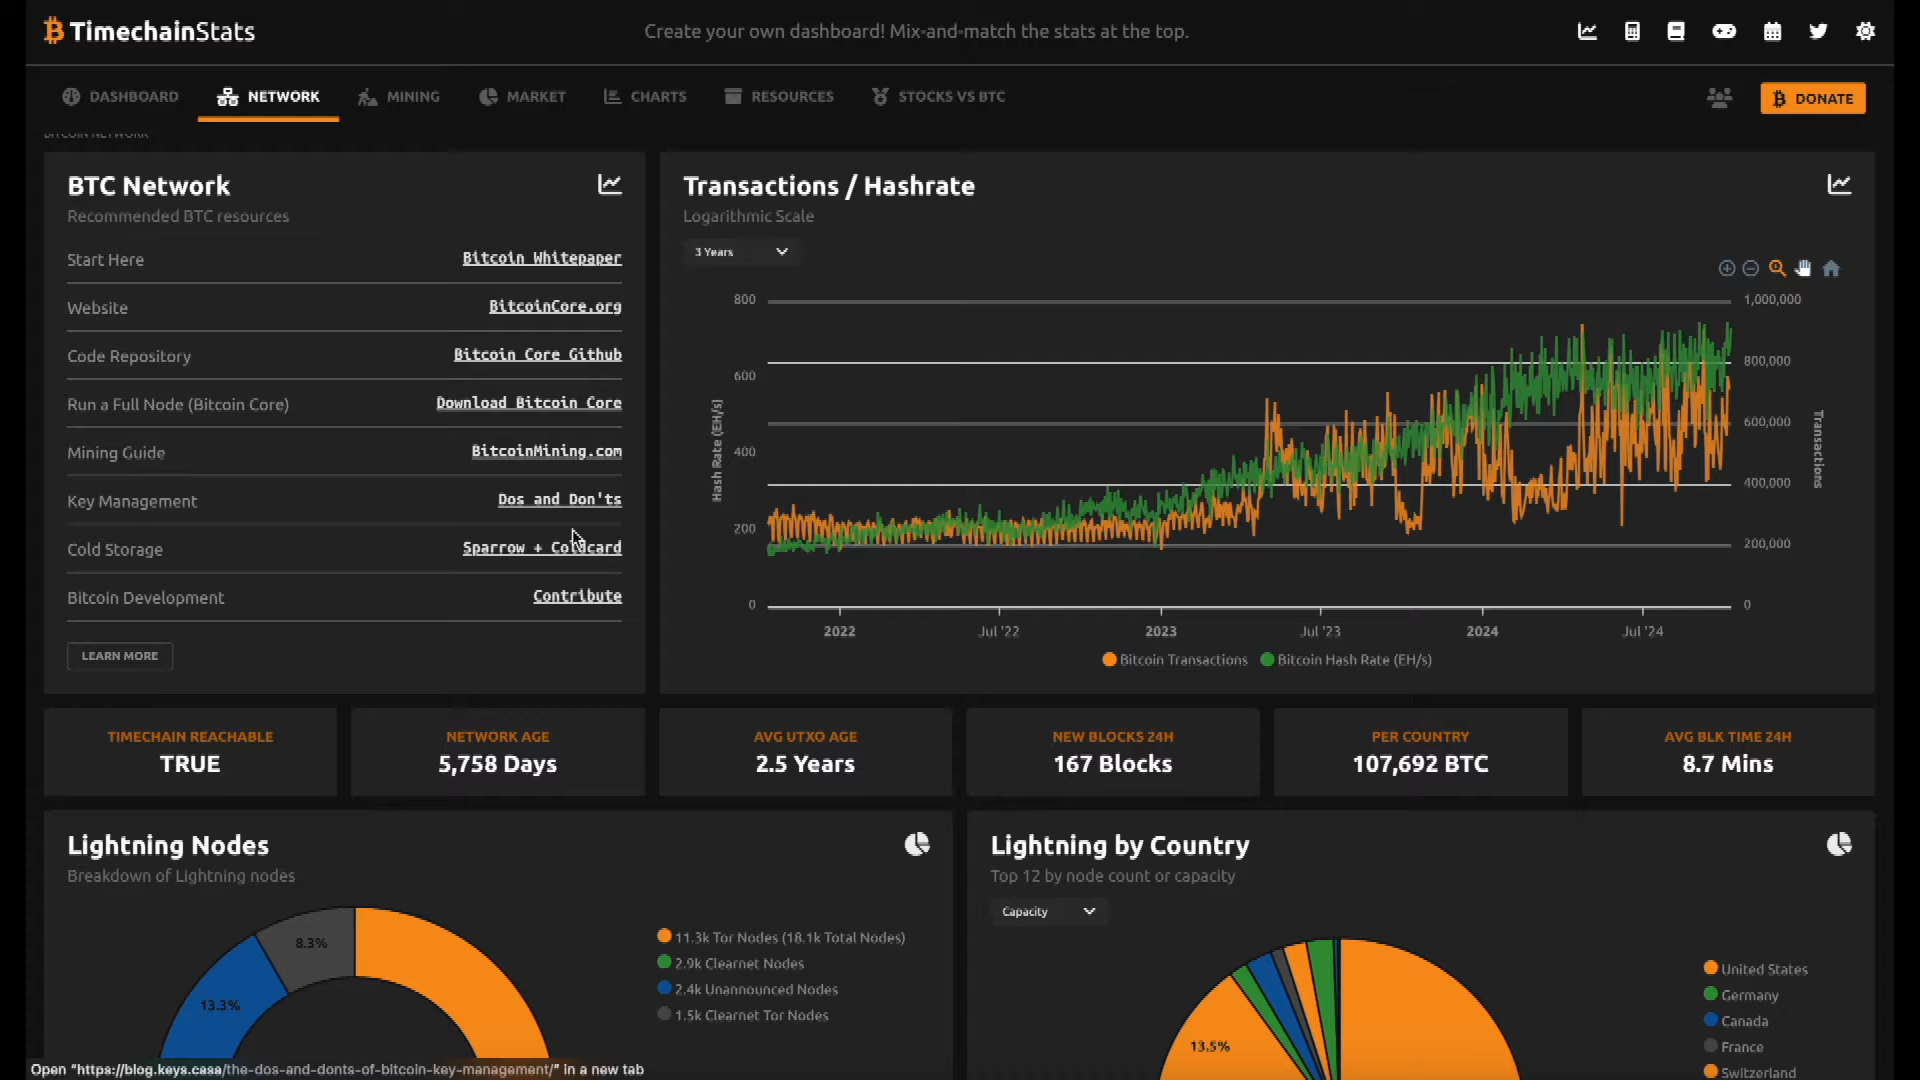 TimechainStats
Create your own dashboard! Mix-and-match the stats at the top.
DASHBOARD
NETWORK
MINING
MARKET
CHARTS
RESOURCES
STOCKS VS BTC
DONATE
BITCOIN NETWORK
BTC Network
Recommended BTC resources
Start Here
Bitcoin Whitepaper
Website
BitcoinCore.org
Code Repository
Bitcoin Core Github
Run a Full Node (Bitcoin Core)
Download Bitcoin Core
Mining Guide
BitcoinMining.com
Key Management
Dos and Don'ts
Cold Storage
Sparrow + Coldcard
Bitcoin Development
Contribute
LEARN MORE
Transactions / Hashrate
Logarithmic Scale
3 Years
800
600
400
200
0
Hash Rate (EH/s)
1,000,000
800,000
600,000
400,000
200,000
0
Transactions
2022
Jul '22
2023
Jul '23
2024
Jul '24
Bitcoin Transactions
Bitcoin Hash Rate (EH/s)
TIMECHAIN REACHABLE
TRUE
NETWORK AGE
5,758 Days
AVG UTXO AGE
2.5 Years
NEW BLOCKS 24H
167 Blocks
PER COUNTRY
107,692 BTC
AVG BLK TIME 24H
8.7 Mins
Lightning Nodes
Breakdown of Lightning nodes
8.3%
13.3%
11.3k Tor Nodes (18.1k Total Nodes)
2.9k Clearnet Nodes
2.4k Unannounced Nodes
1.5k Clearnet Tor Nodes
Lightning by Country
Top 12 by node count or capacity
Capacity
13.5%
United States
Germany
Canada
France
Switzerland
Open "https://blog.keys.casa/the-dos-and-donts-of-bitcoin-key-management/" in a new tab